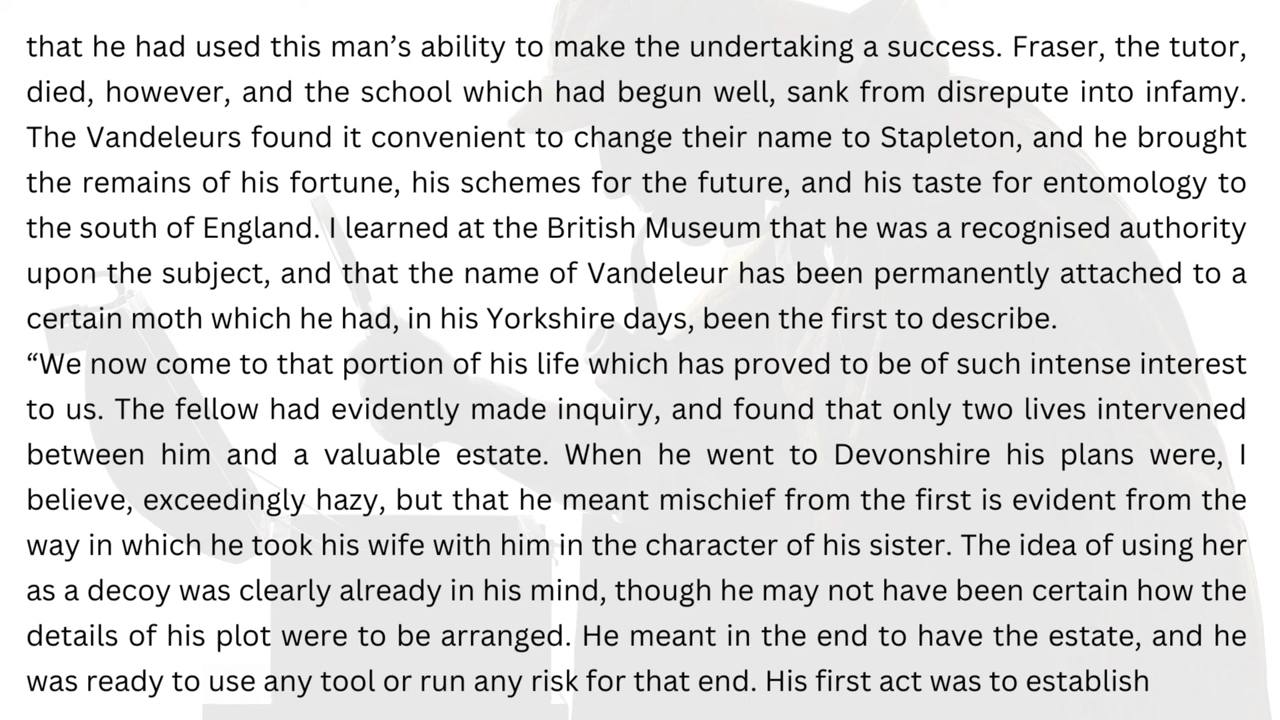 that he had used this man’s ability to make the undertaking a success. Fraser, the tutor,
died, however, and the school which had begun well, sank from disrepute into infamy.
The Vandeleurs found it convenient to change their name to Stapleton, and he brought
the remains of his fortune, his schemes for the future, and his taste for entomology to
the south of England. I learned at the British Museum that he was a recognised authority
upon the subject, and that the name of Vandeleur has been permanently attached to a
certain moth which he had, in his Yorkshire days, been the first to describe.
“We now come to that portion of his life which has proved to be of such intense interest
to us. The fellow had evidently made inquiry, and found that only two lives intervened
between him and a valuable estate. When he went to Devonshire his plans were, I
believe, exceedingly hazy, but that he meant mischief from the first is evident from the
way in which he took his wife with him in the character of his sister. The idea of using her
as a decoy was clearly already in his mind, though he may not have been certain how the
details of his plot were to be arranged. He meant in the end to have the estate, and he
was ready to use any tool or run any risk for that end. His first act was to establish